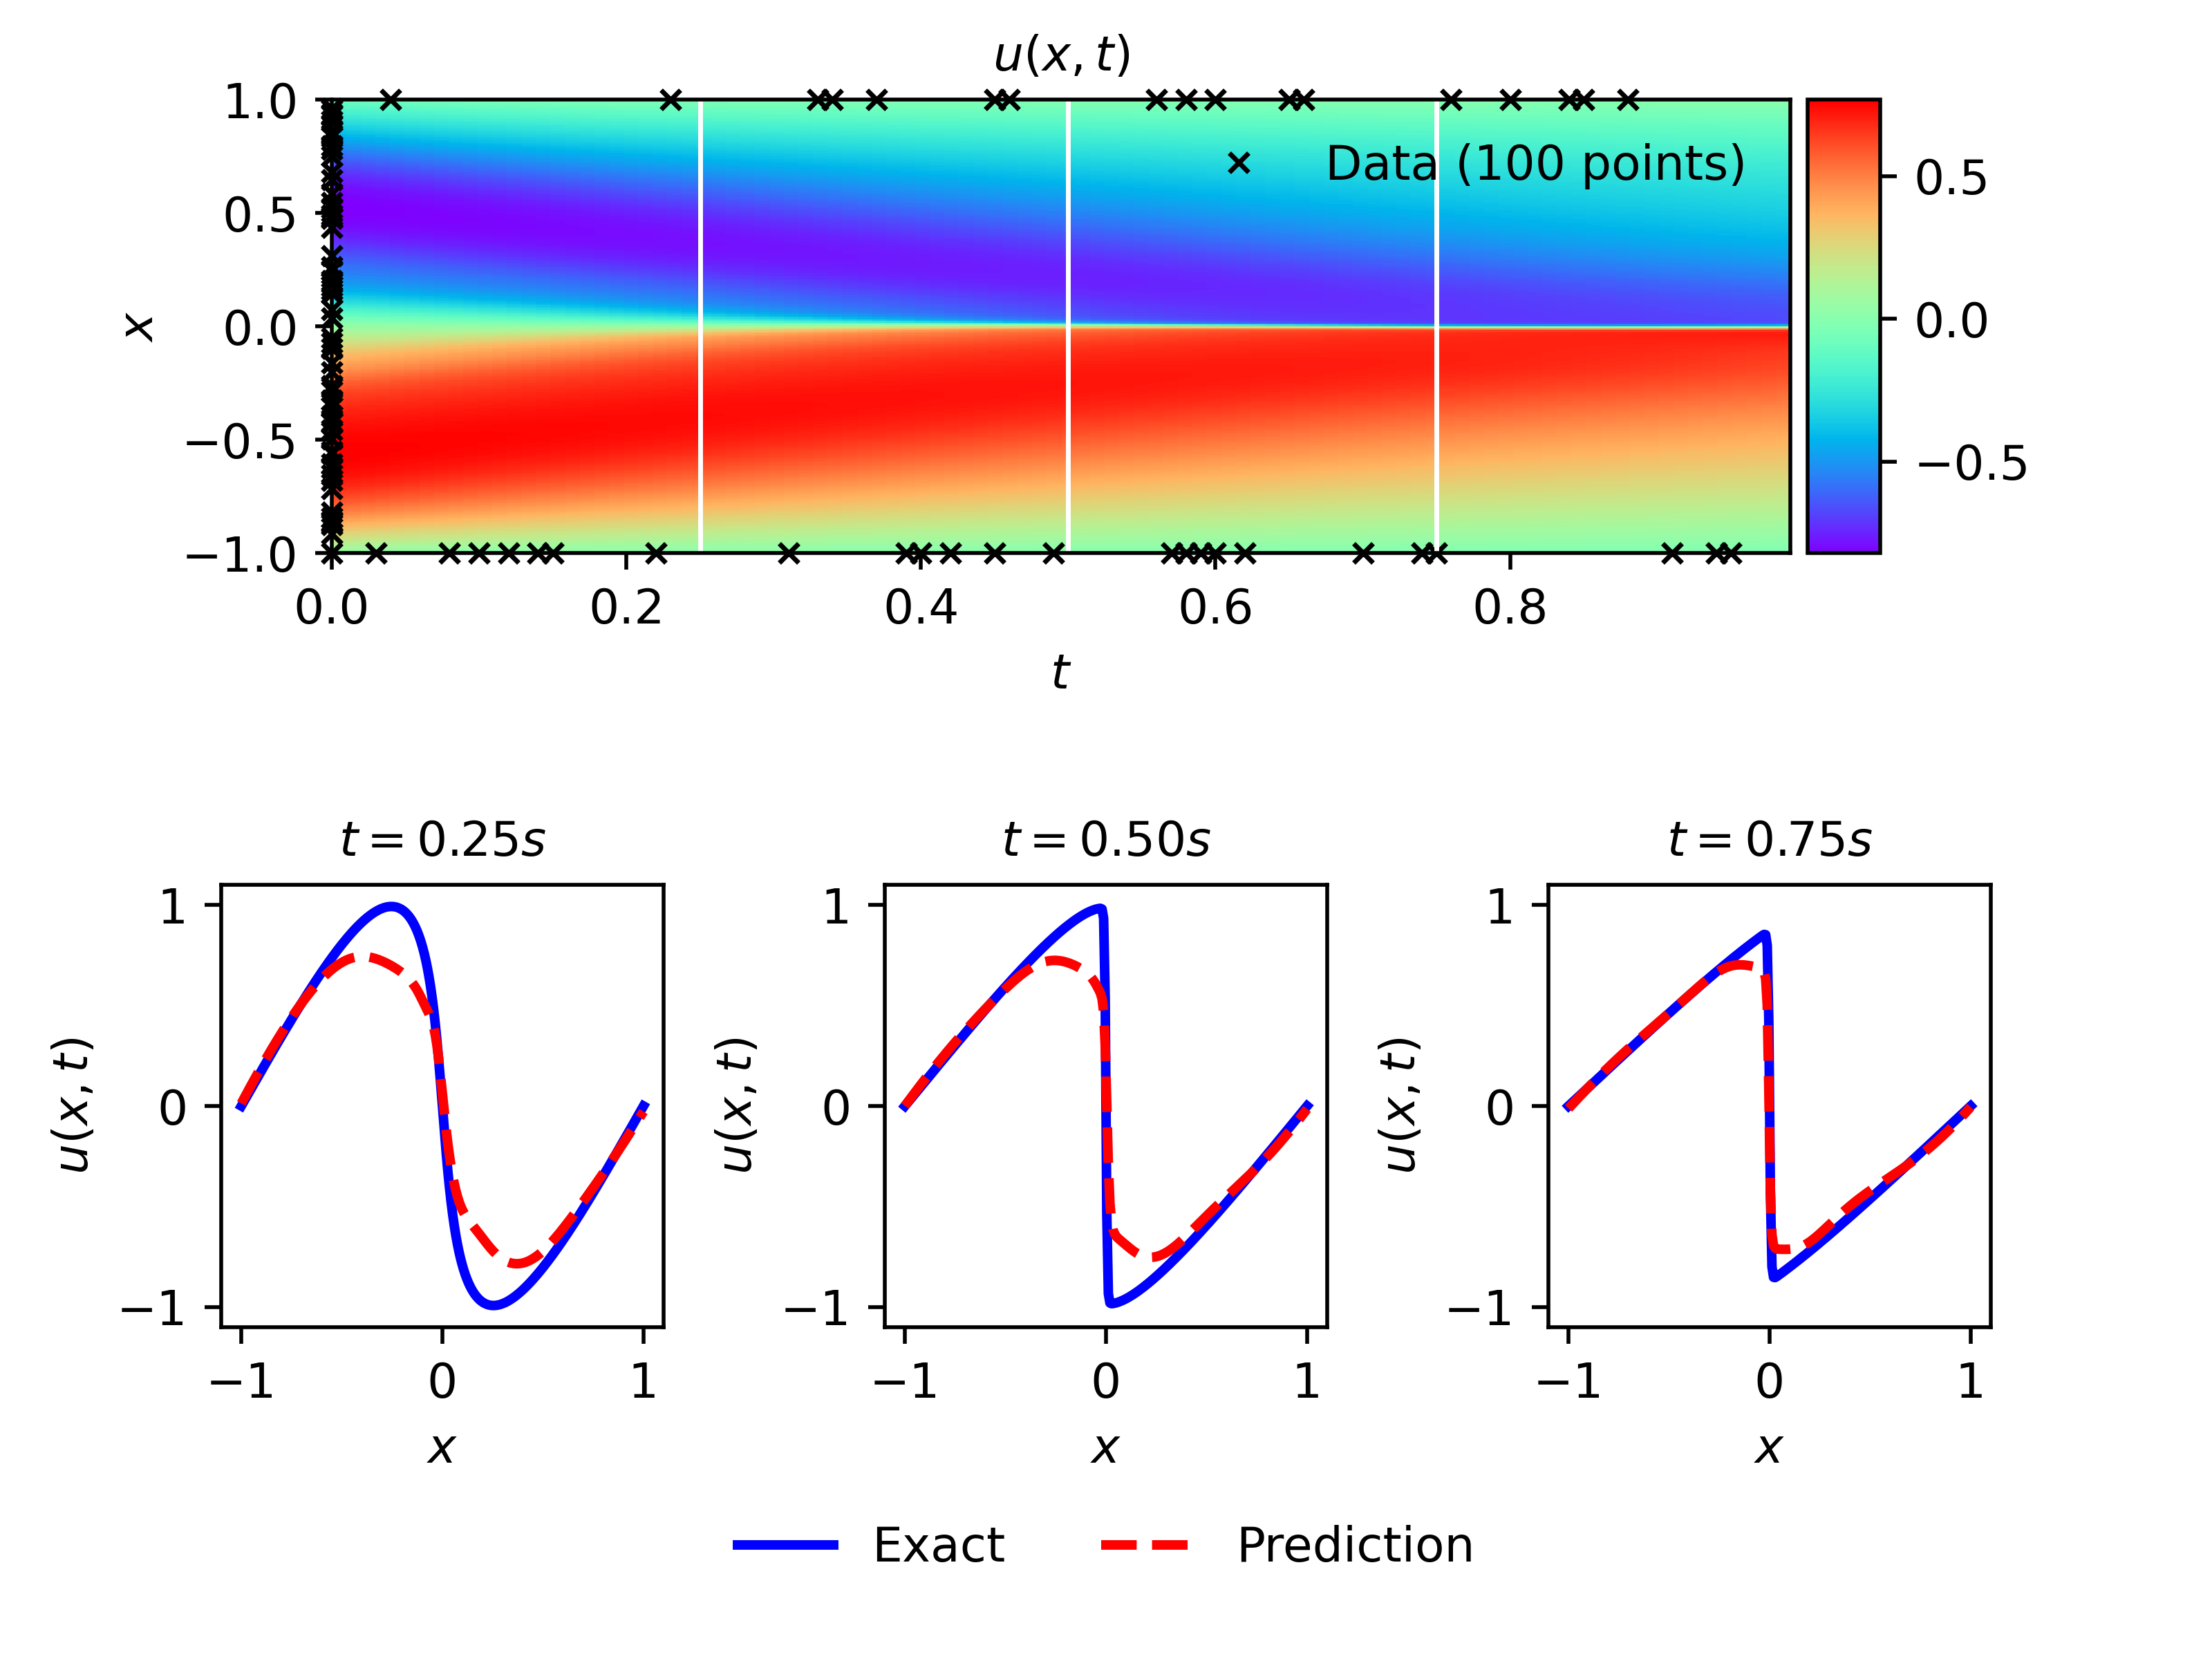 u(x, t)
1.0
0.5
0.0
−0.5
−1.0
x
Data (100 points)
0.5
0.0
−0.5
0.0 0.2 0.4 0.6 0.8
t
t = 0.25s
t = 0.50s
t = 0.75s
1
0
−1
u(x, t)
−1 0 1
x
1
0
−1
u(x, t)
−1 0 1
x
1
0
−1
u(x, t)
−1 0 1
x
Exact Prediction